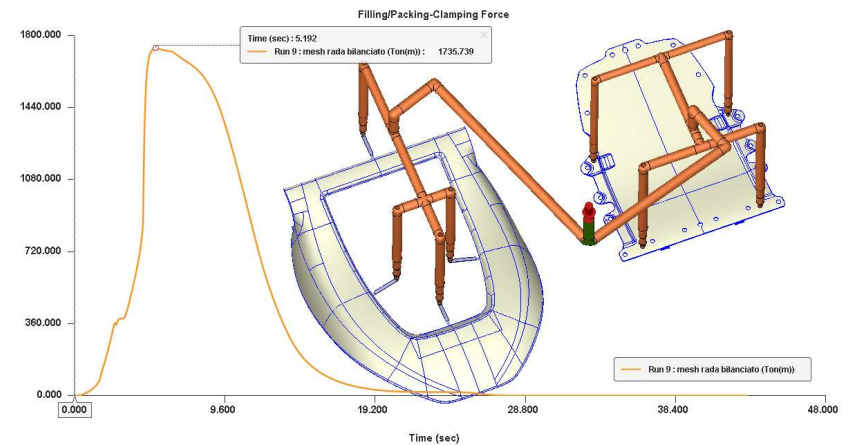 Filling/Packing-Clamping Force
1800.000
Time (sec) : 5.192
Run 9 : mesh rada bilanciato (Ton(m)) : 1735.739
1440.000
1080.000
720.000
360.000
Run 9 : mesh rada bilanciato (Ton(m))
0.000
0.000 9.600 19.200 28.800 38.400 48.000
Time (sec)